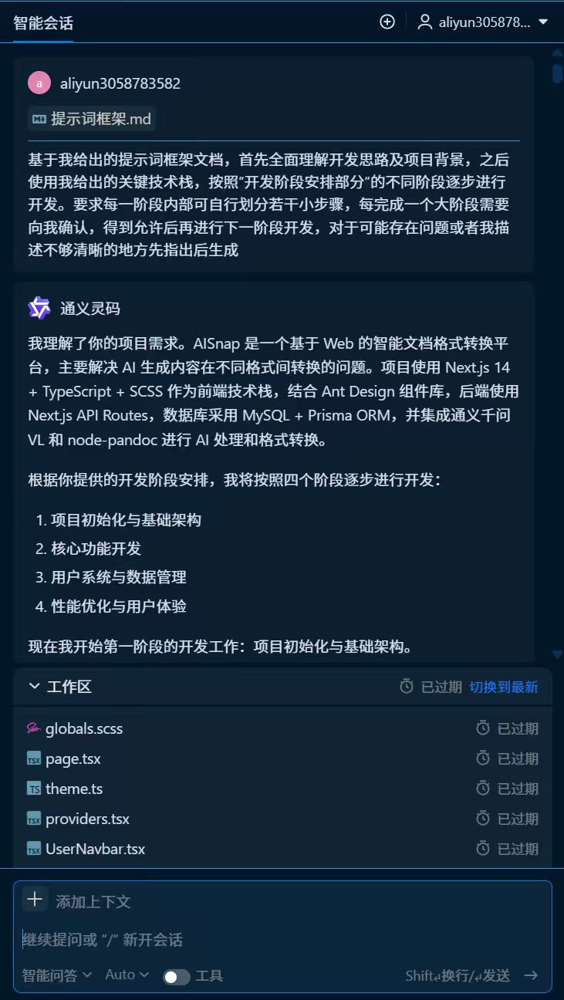 智能会话
aliyun305878...
a
aliyun3058783582
提示词框架.md
基于我给出的提示词框架文档，首先全面理解开发思路及项目背景，之后
使用我给出的关键技术栈，按照"开发阶段安排部分"的不同阶段逐步进行
开发。要求每一阶段内部可自行划分若干小步骤，每完成一个大阶段需要
向我确认，得到允许后再进行下一阶段开发，对于可能存在问题或者我描
述不够清晰的地方先指出后生成
通义灵码
我理解了你的项目需求。AISnap 是一个基于 Web 的智能文档格式转换平
台，主要解决 AI 生成内容在不同格式间转换的问题。项目使用 Next.js 14
+ TypeScript + SCSS 作为前端技术栈，结合 Ant Design 组件库，后端使用
Next.js API Routes，数据库采用 MySQL + Prisma ORM，并集成通义千问
VL 和 node-pandoc 进行 AI 处理和格式转换。
根据你提供的开发阶段安排，我将按照四个阶段逐步进行开发：
1. 项目初始化与基础架构
2. 核心功能开发
3. 用户系统与数据管理
4. 性能优化与用户体验
现在我开始第一阶段的开发工作：项目初始化与基础架构。
工作区 已过期 切换到最新
globals.scss 已过期
TSX page.tsx 已过期
TS theme.ts 已过期
TSX providers.tsx 已过期
TSX UserNavbar.tsx 已过期
添加上下文
继续提问或 "/" 新开会话
智能问答 Auto 工具 Shift↲换行/↲发送